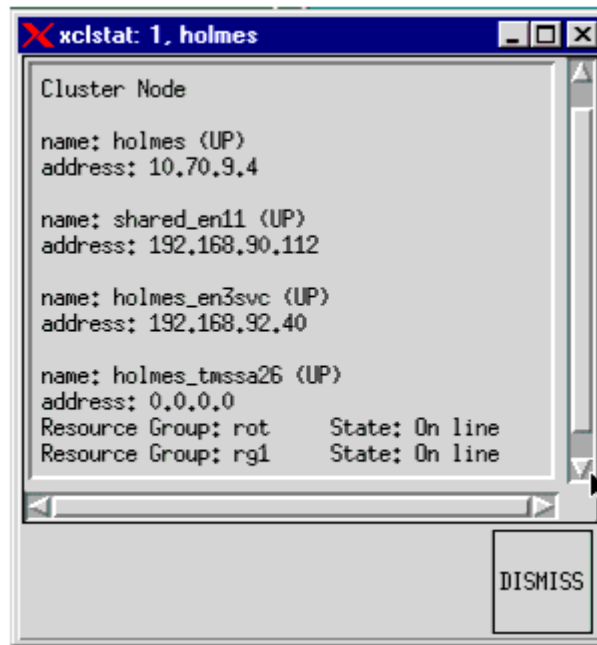 xclstat: 1, holmes
Cluster Node
name: holmes (UP)
address: 10.70.9.4
name: shared_en11 (UP)
address: 192.168.90.112
name: holmes_en3svc (UP)
address: 192.168.92.40
name: holmes_tmssa26 (UP)
address: 0.0.0.0
Resource Group: rot State: On line
Resource Group: rg1 State: On line
DISMISS